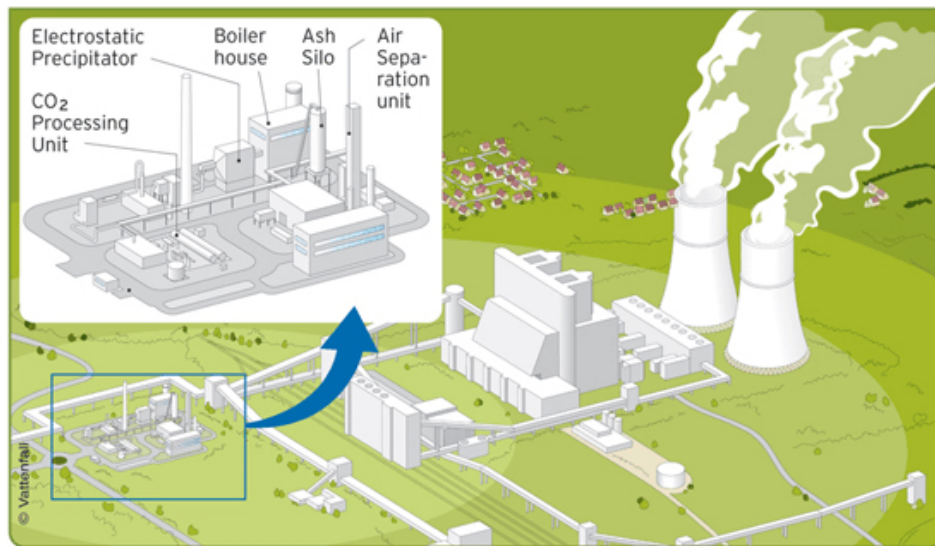 Electrostatic
Precipitator
Boiler
house
Ash
Silo
Air
Sepa-
ration
unit
CO₂
Processing
Unit
© Vattenfall